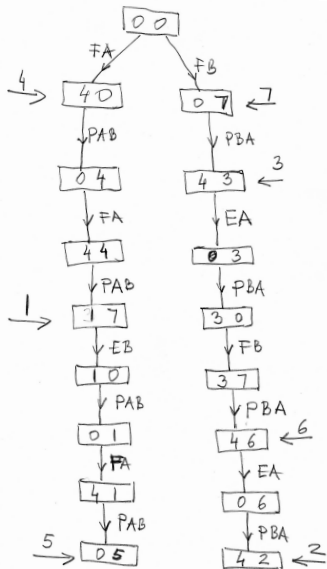 0 0
FA FB
4 4 0 0 7 7
PAB PBA
0 4 4 3 3
FA EA
4 4 0 3
PAB PBA
1 1 7 3 0
EB FB
1 0 3 7
PAB PBA
0 1 4 6 6
FA EA
4 1 0 6
PAB PBA
5 0 5 4 2 2